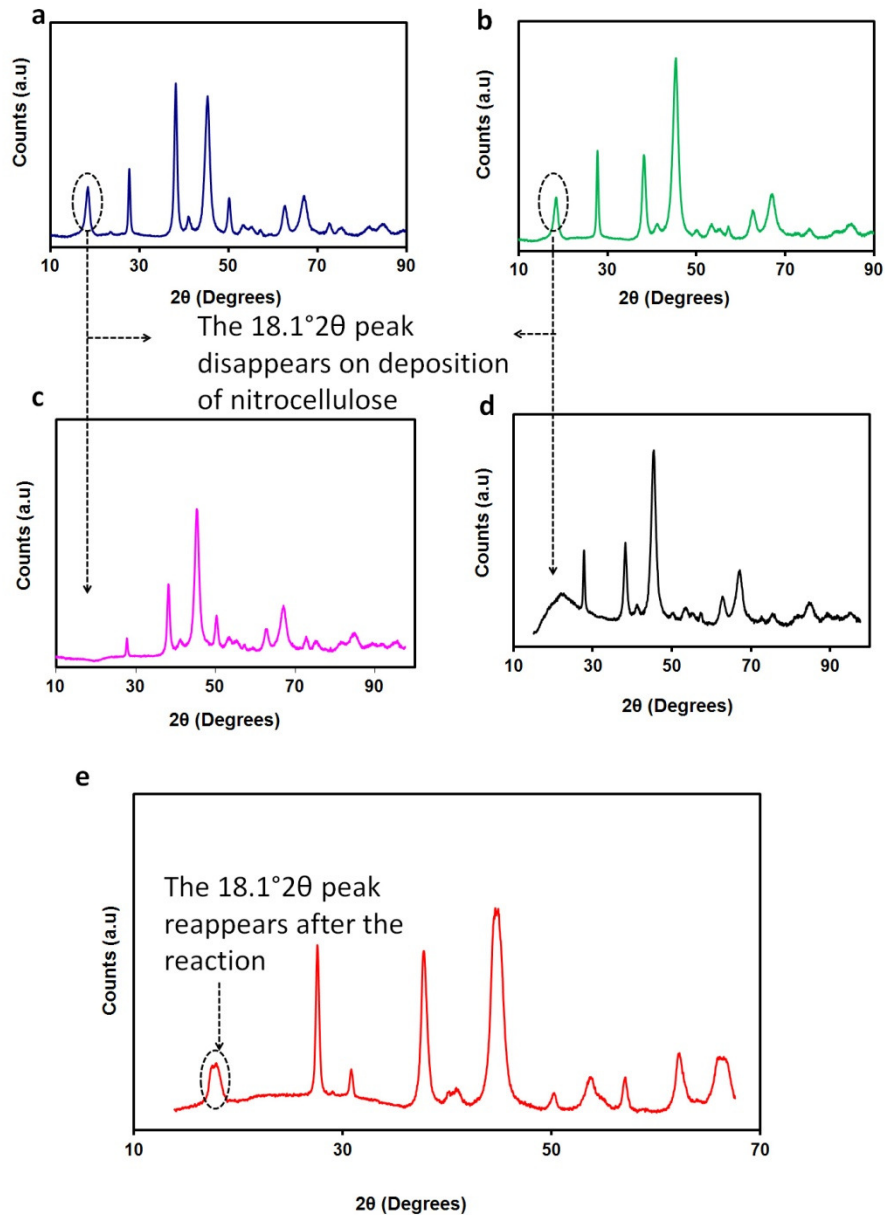 a
Counts (a.u)
10 30 50 70 90
2θ (Degrees)
b
Counts (a.u)
10 30 50 70 90
2θ (Degrees)
The 18.1°2θ peak
disappears on deposition
of nitrocellulose
c
Counts (a.u)
10 30 50 70 90
2θ (Degrees)
d
Counts (a.u)
10 30 50 70 90
2θ (Degrees)
e
The 18.1°2θ peak
reappears after the
reaction
Counts (a.u)
10 30 50 70
2θ (Degrees)